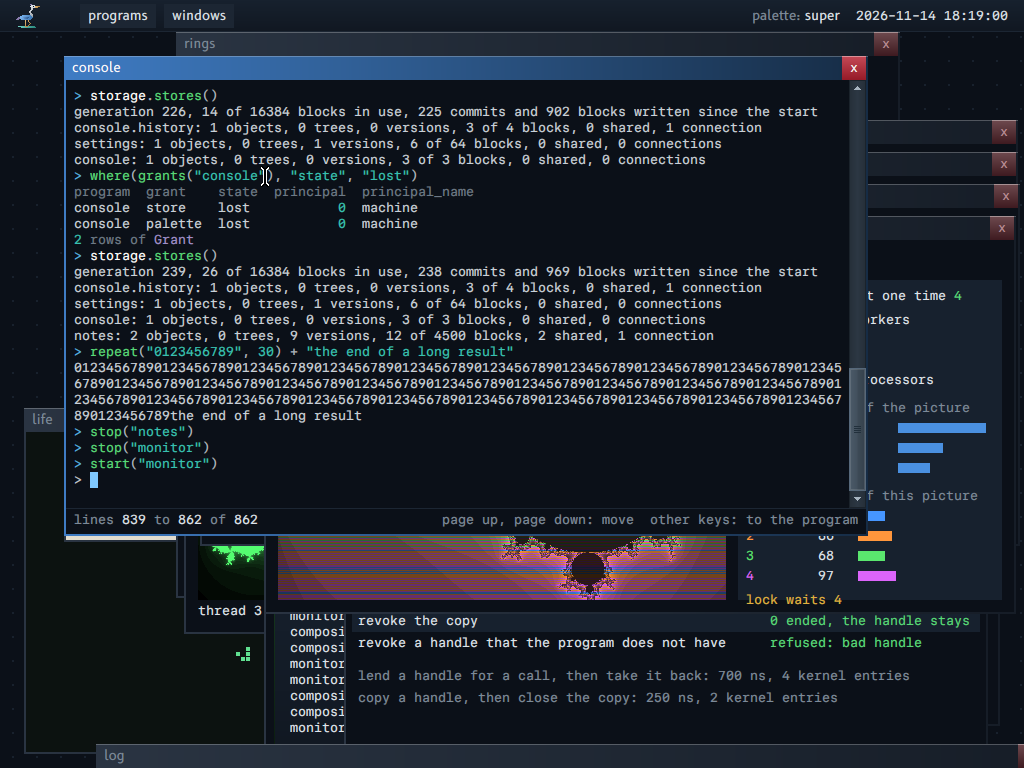 programs windows palette: super 2026-11-14 18:19:00
rings x
console x
> storage.stores()
generation 226, 14 of 16384 blocks in use, 225 commits and 902 blocks written since the start
console.history: 1 objects, 0 trees, 0 versions, 3 of 4 blocks, 0 shared, 1 connection
settings: 1 objects, 0 trees, 1 versions, 6 of 64 blocks, 0 shared, 0 connections
console: 1 objects, 0 trees, 0 versions, 3 of 3 blocks, 0 shared, 0 connections
> where(grants("console"), "state", "lost")
program grant state principal principal_name
console store lost 0 machine
console palette lost 0 machine
2 rows of Grant
> storage.stores()
generation 239, 26 of 16384 blocks in use, 238 commits and 969 blocks written since the start
console.history: 1 objects, 0 trees, 0 versions, 3 of 4 blocks, 0 shared, 1 connection
settings: 1 objects, 0 trees, 1 versions, 6 of 64 blocks, 0 shared, 0 connections
console: 1 objects, 0 trees, 0 versions, 3 of 3 blocks, 0 shared, 0 connections
notes: 2 objects, 0 trees, 9 versions, 12 of 4500 blocks, 2 shared, 1 connection
> repeat("0123456789", 30) + "the end of a long result"
012345678901234567890123456789012345678901234567890123456789012345678901234567890123456789012345
678901234567890123456789012345678901234567890123456789012345678901234567890123456789012345678901
234567890123456789012345678901234567890123456789012345678901234567890123456789012345678901234567
890123456789the end of a long result
> stop("notes")
> stop("monitor")
> start("monitor")
>
lines 839 to 862 of 862 page up, page down: move other keys: to the program
x
x
x
x
t one time 4
rkers
rocessors
f the picture
f this picture
3 68
4 97
lock waits 4
life
thread 3
monitor
composi
composi
monitor
monitor
composi
composi
monitor
revoke the copy 0 ended, the handle stays
revoke a handle that the program does not have refused: bad handle
lend a handle for a call, then take it back: 700 ns, 4 kernel entries
copy a handle, then close the copy: 250 ns, 2 kernel entries
log